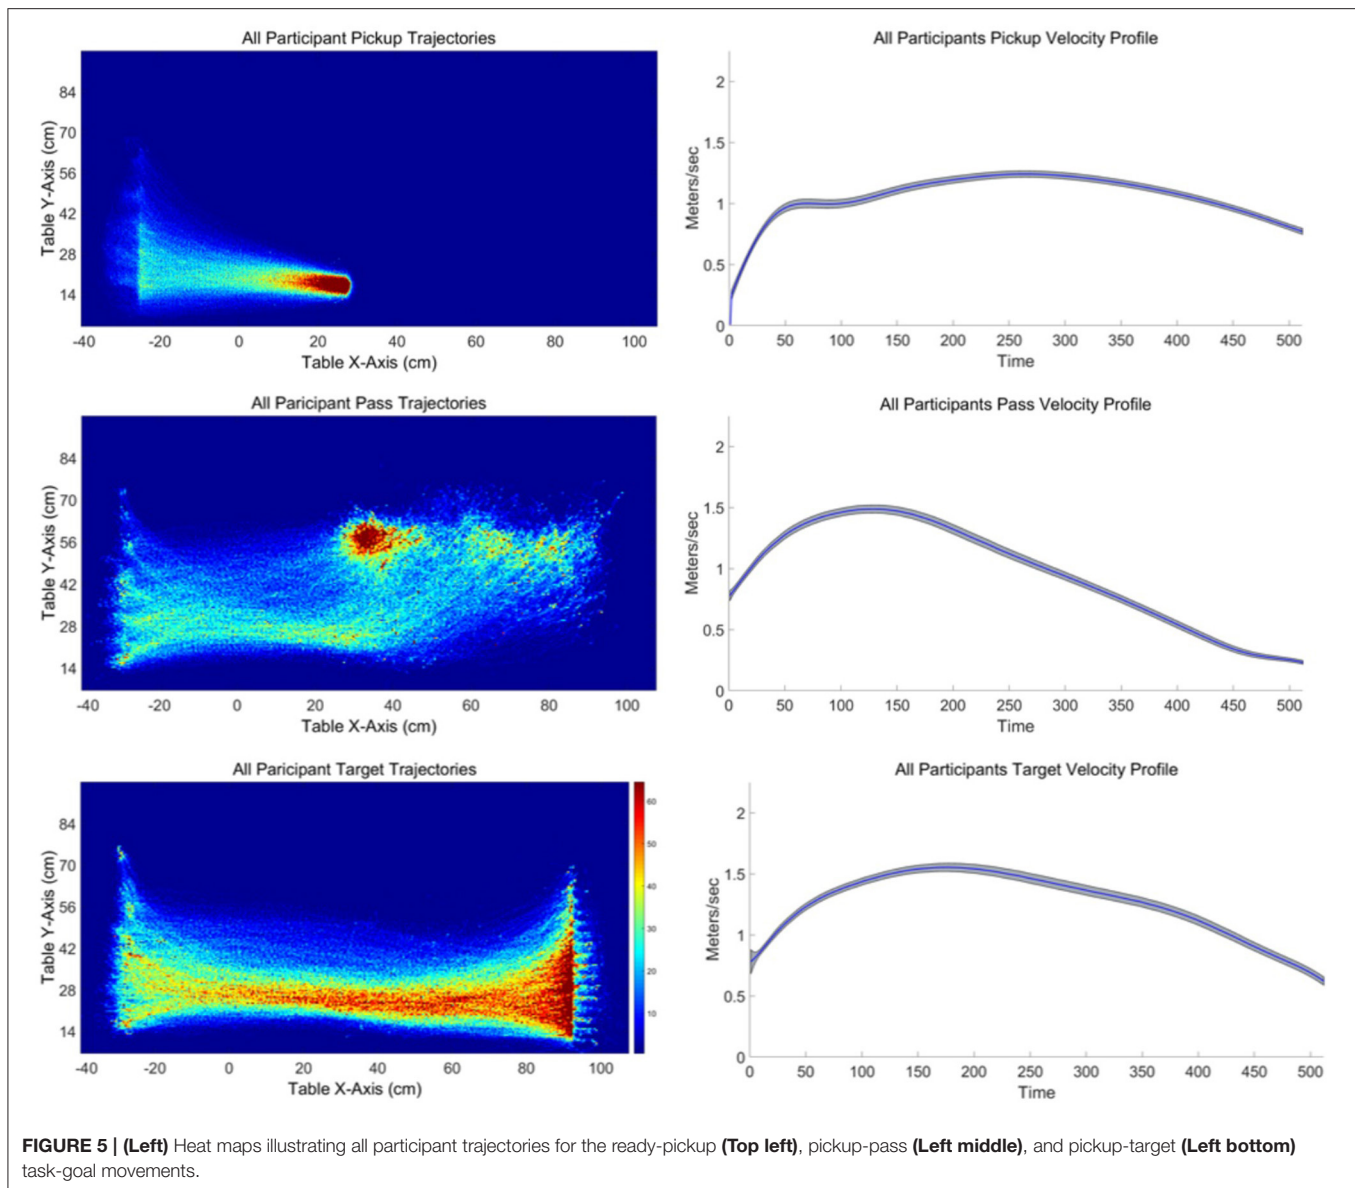 All Participant Pickup Trajectories
84
70
56
42
28
14
Table Y-Axis (cm)
-40 -20 0 20 40 60 80 100
Table X-Axis (cm)
All Participants Pickup Velocity Profile
2
1.5
1
0.5
0
Meters/sec
0 50 100 150 200 250 300 350 400 450 500
Time
All Paricipant Pass Trajectories
84
70
56
42
28
14
Table Y-Axis (cm)
-40 -20 0 20 40 60 80 100
Table X-Axis (cm)
All Participants Pass Velocity Profile
2
1.5
1
0.5
0
Meters/sec
0 50 100 150 200 250 300 350 400 450 500
Time
All Paricipant Target Trajectories
84
70
56
42
28
14
Table Y-Axis (cm)
-40 -20 0 20 40 60 80 100
Table X-Axis (cm)
60
50
40
30
20
10
All Participants Target Velocity Profile
2
1.5
1
0.5
0
Meters/sec
0 50 100 150 200 250 300 350 400 450 500
Time
FIGURE 5 | (Left) Heat maps illustrating all participant trajectories for the ready-pickup (Top left), pickup-pass (Left middle), and pickup-target (Left bottom)
task-goal movements.